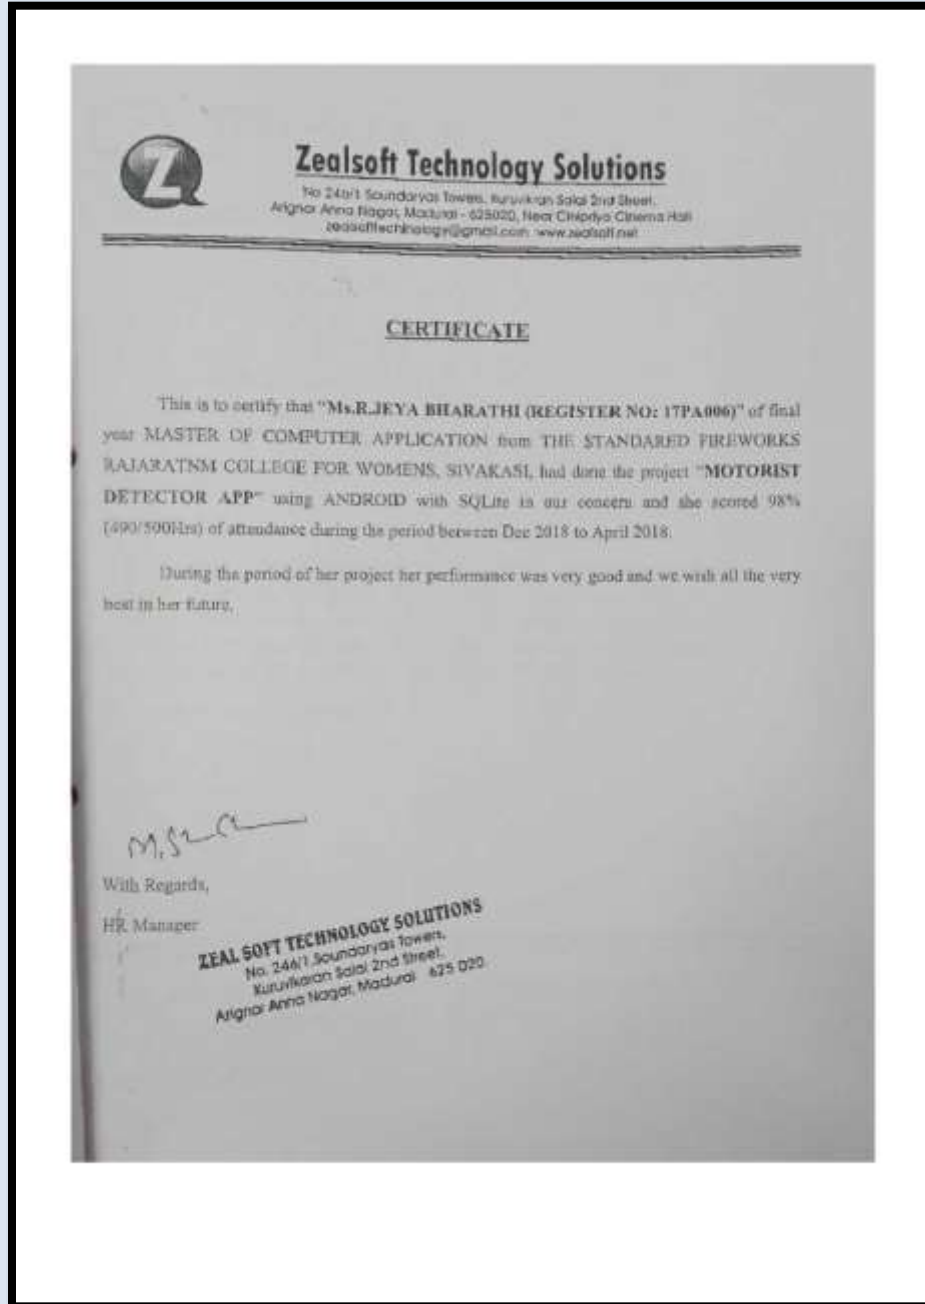 Z
Zealsoft Technology Solutions
No 246/1 Soundaryas Towers, Kuruvikran Salai 2nd Street,
Arignar Anna Nagar, Madurai - 625020, Near Cinipriya Cinema Hall
zealsofttechnology@gmail.com www.zealsoft.net
CERTIFICATE
This is to certify that "Ms.R.JEYA BHARATHI (REGISTER NO: 17PA006)" of final
year MASTER OF COMPUTER APPLICATION from THE STANDARED FIREWORKS
RAJARATNM COLLEGE FOR WOMENS, SIVAKASI, had done the project "MOTORIST
DETECTOR APP" using ANDROID with SQLite in our concern and she scored 98%
(490/500Hrs) of attendance during the period between Dec 2018 to April 2018.
During the period of her project her performance was very good and we wish all the very
best in her future.
With Regards,
HR Manager
ZEAL SOFT TECHNOLOGY SOLUTIONS
No. 246/1 Soundaryas Towers,
Kuruvikaran Salai 2nd Street,
Arignar Anna Nagar, Madurai 625 020